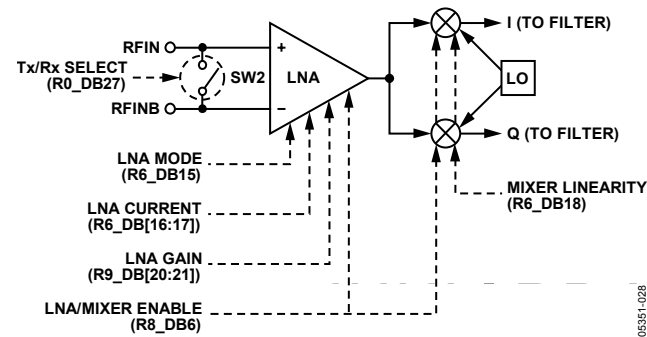 RFIN
I (TO FILTER)
+
Tx/Rx SELECT
(R0_DB27)
SW2
LNA
LO
RFINB
−
Q (TO FILTER)
LNA MODE
(R6_DB15)
MIXER LINEARITY
(R6_DB18)
LNA CURRENT
(R6_DB[16:17])
LNA GAIN
(R9_DB[20:21])
LNA/MIXER ENABLE
(R8_DB6)
05351-028